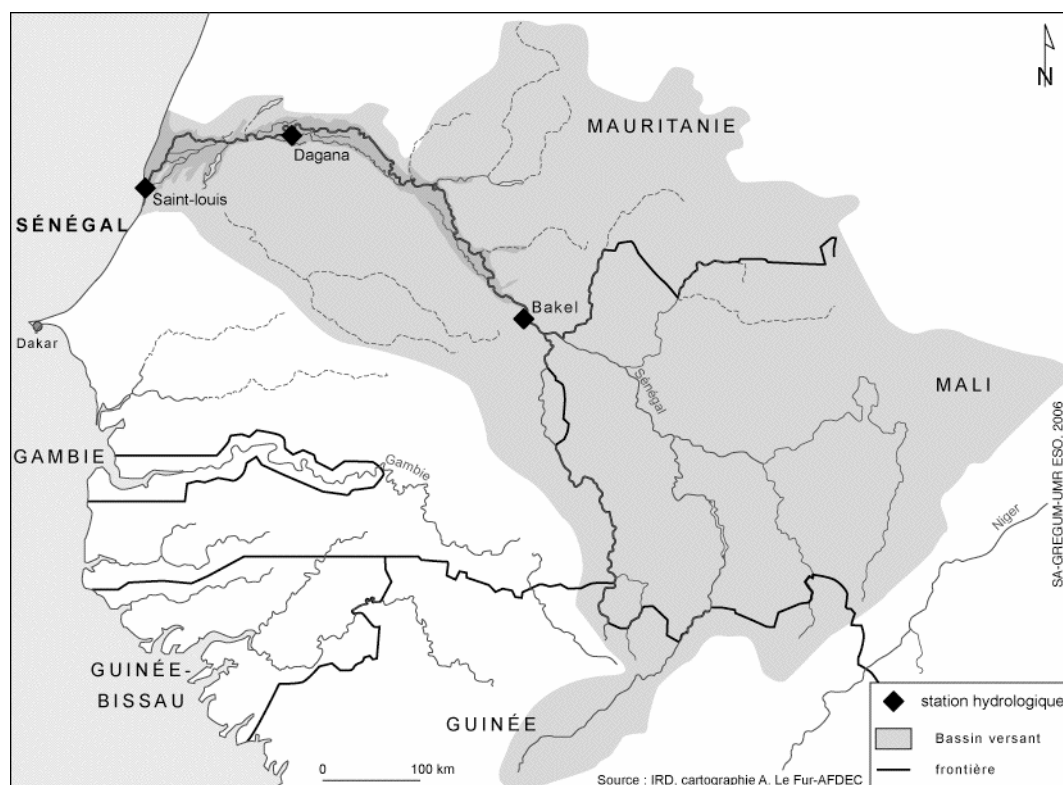 N
MAURITANIE
Dagana
Saint-louis
SÉNÉGAL
Bakel
Dakar
Sénégal
MALI
GAMBIE
Gambie
Niger
SA-GREGUM-UMR ESO, 2006
GUINÉE-
BISSAU
GUINÉE
station hydrologique
Bassin versant
frontière
0 100 km
Source : IRD, cartographie A. Le Fur-AFDEC